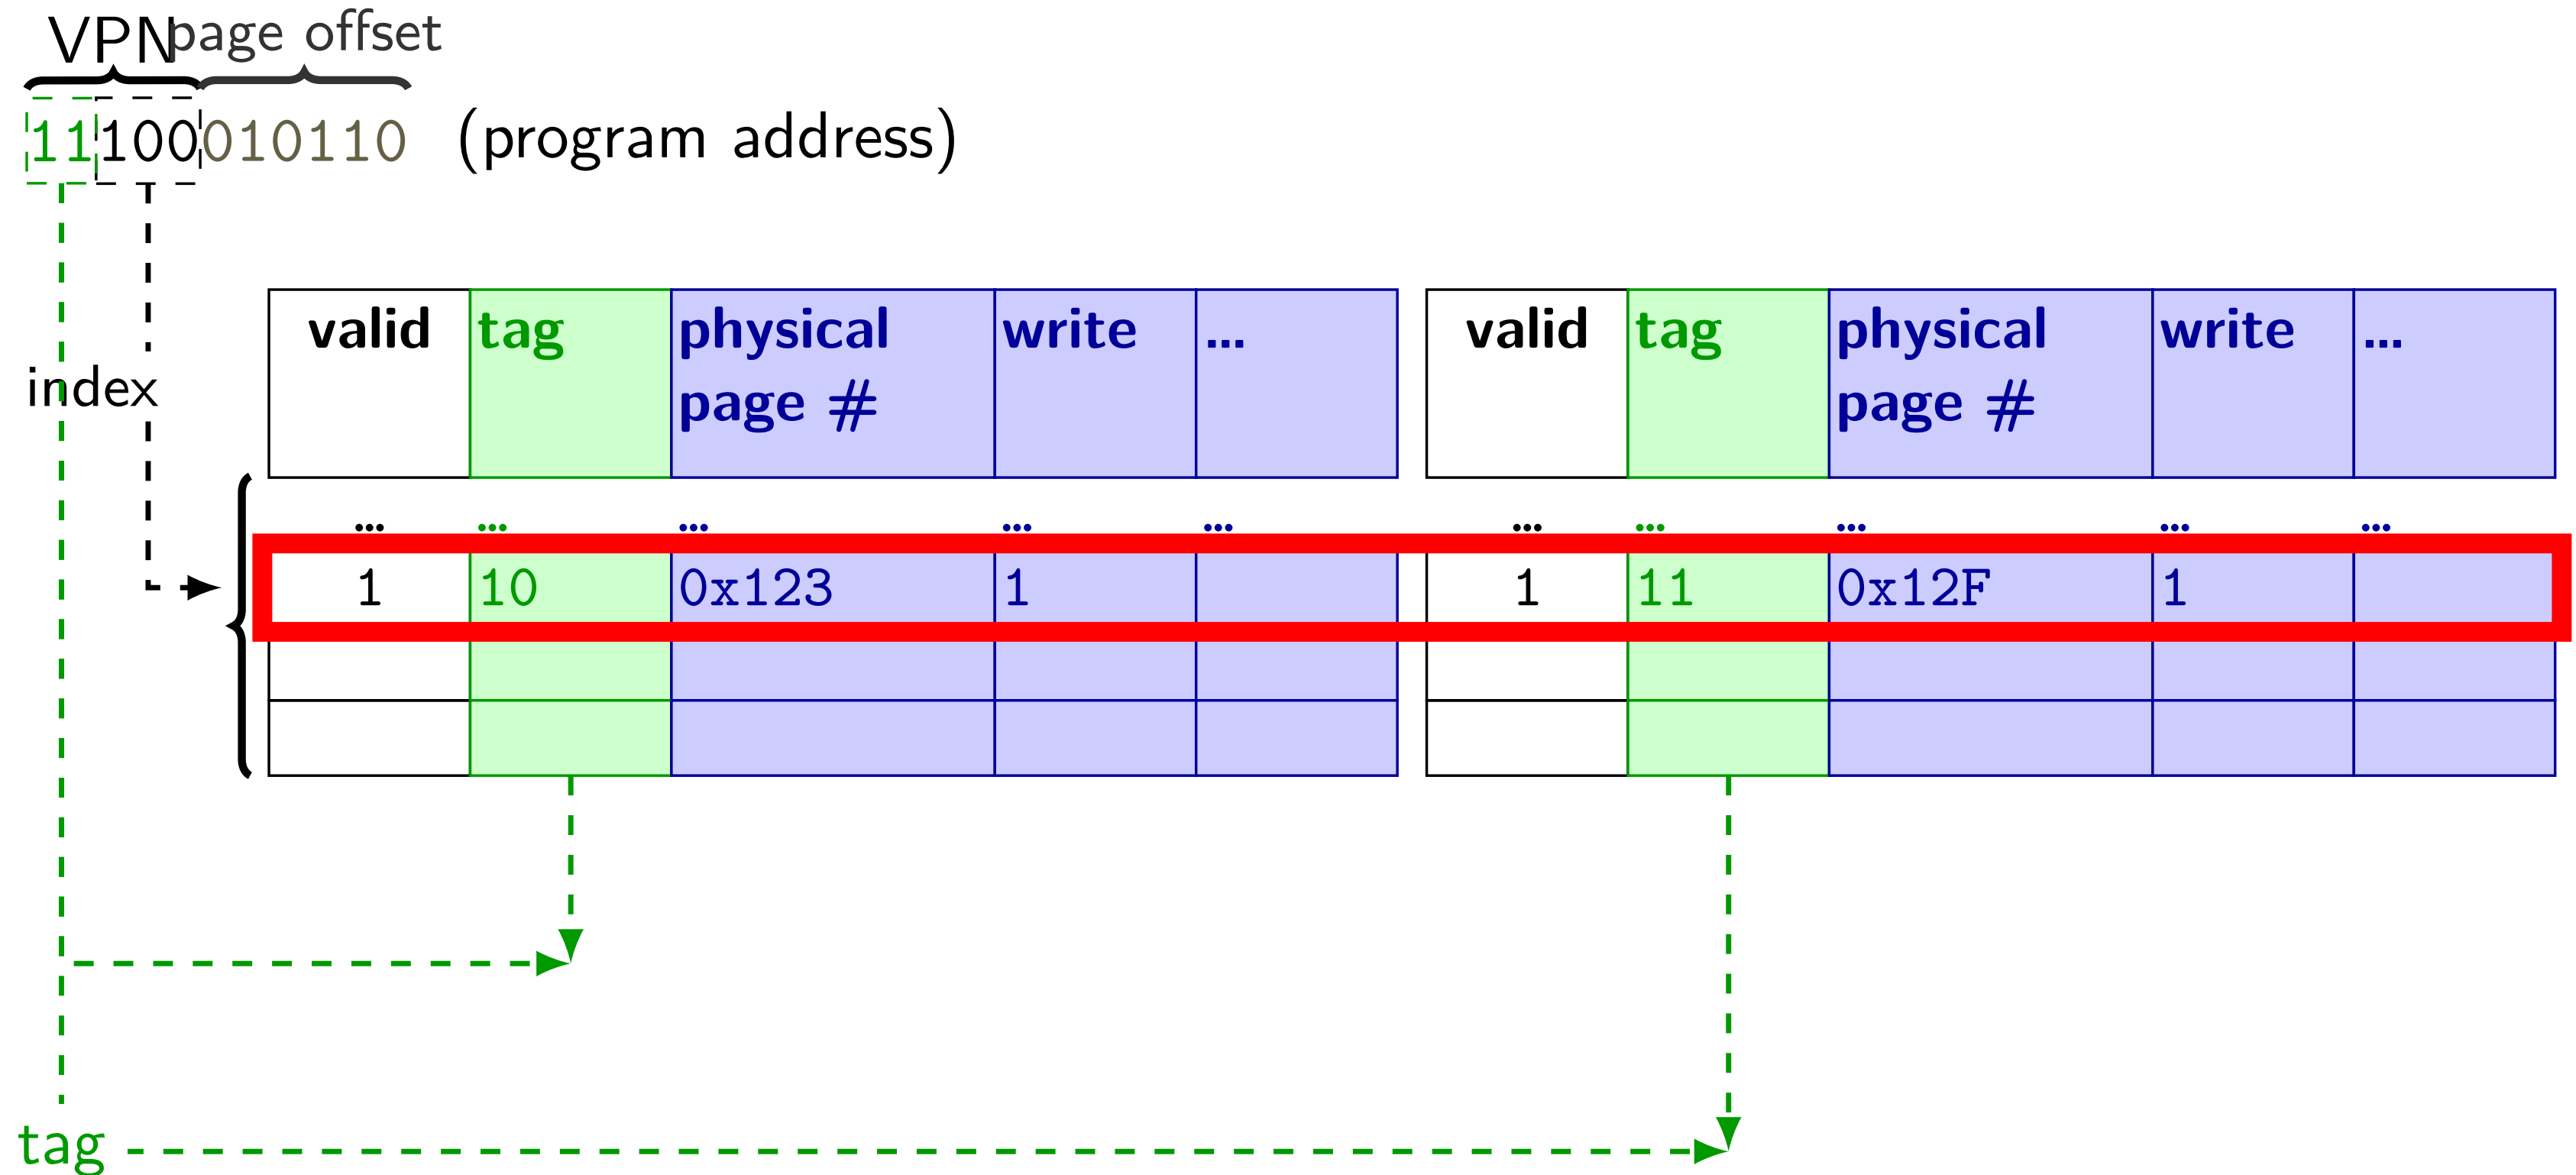 VPN page offset
11100010110 (program address)
valid tag physical page # write ... valid tag physical page # write ...
index
... ... ... ... ... ... ... ... ... ...
1 10 0x123 1 1 11 0x12F 1
tag